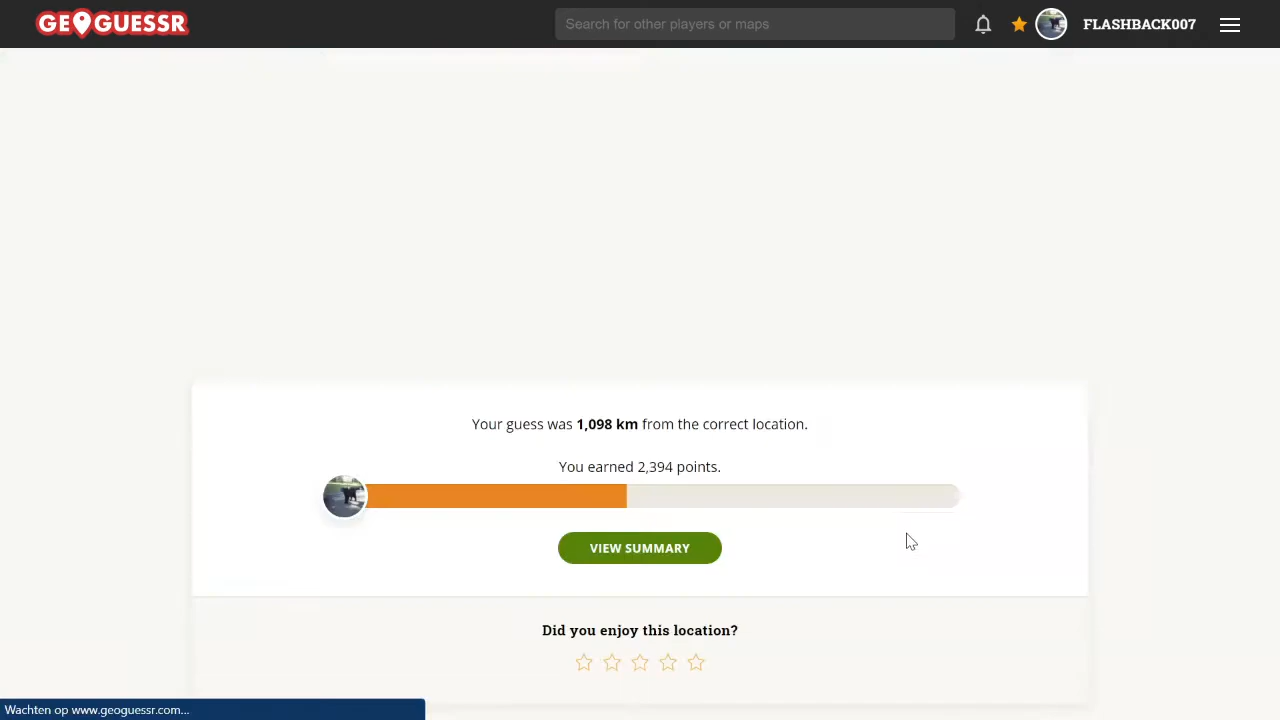 GEOGUESSR
Search for other players or maps
FLASHBACK007
Your guess was 1,098 km from the correct location.
You earned 2,394 points.
VIEW SUMMARY
Did you enjoy this location?
Wachten op www.geoguessr.com...